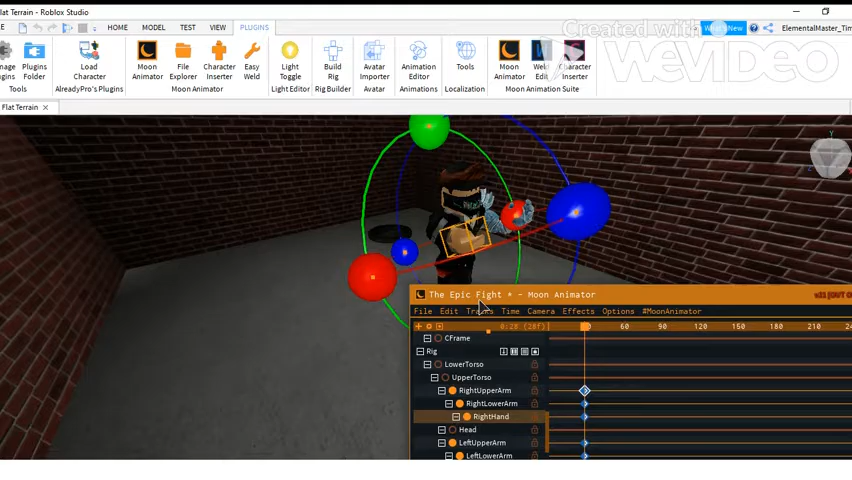 Flat Terrain - Roblox Studio
HOME MODEL TEST VIEW PLUGINS
What's New
ElementalMaster_Tim
Created with
WEVIDEO
Plugins Folder
Load Character
Moon Animator
File Explorer
Character Inserter
Easy Weld
Light Toggle
Build Rig
Avatar Importer
Animation Editor
Tools
Moon Animator
Character Inserter
Tools AlreadyPro's Plugins Moon Animator Light Editor Rig Builder Avatar Animations Localization Moon Animation Suite
Flat Terrain ×
Y
The Epic Fight * - Moon Animator
File Edit Tracks Time Camera Effects Options #MoonAnimator
0:28 (28f) 60 90 120 150 180 210
CFrame
Rig
LowerTorso
UpperTorso
RightUpperArm
RightLowerArm
RightHand
Head
LeftUpperArm
LeftLowerArm